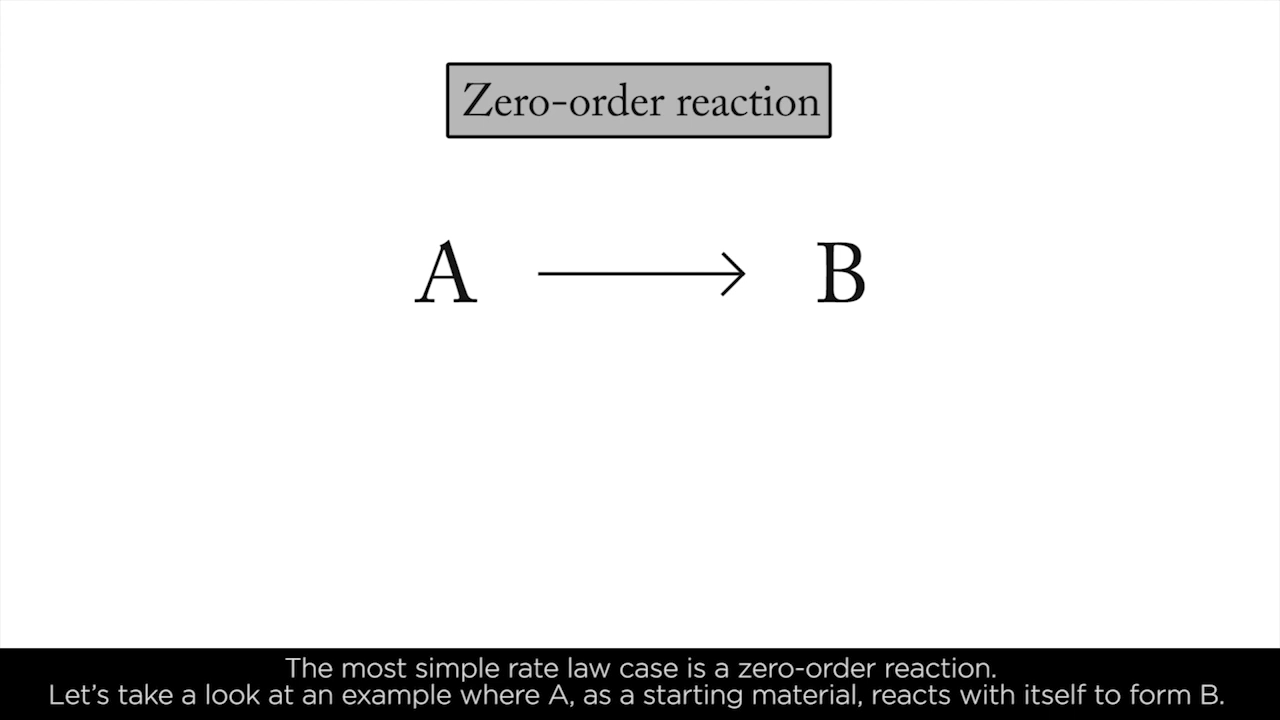 Zero-order reaction
A → B
The most simple rate law case is a zero-order reaction.
Let’s take a look at an example where A, as a starting material, reacts with itself to form B.